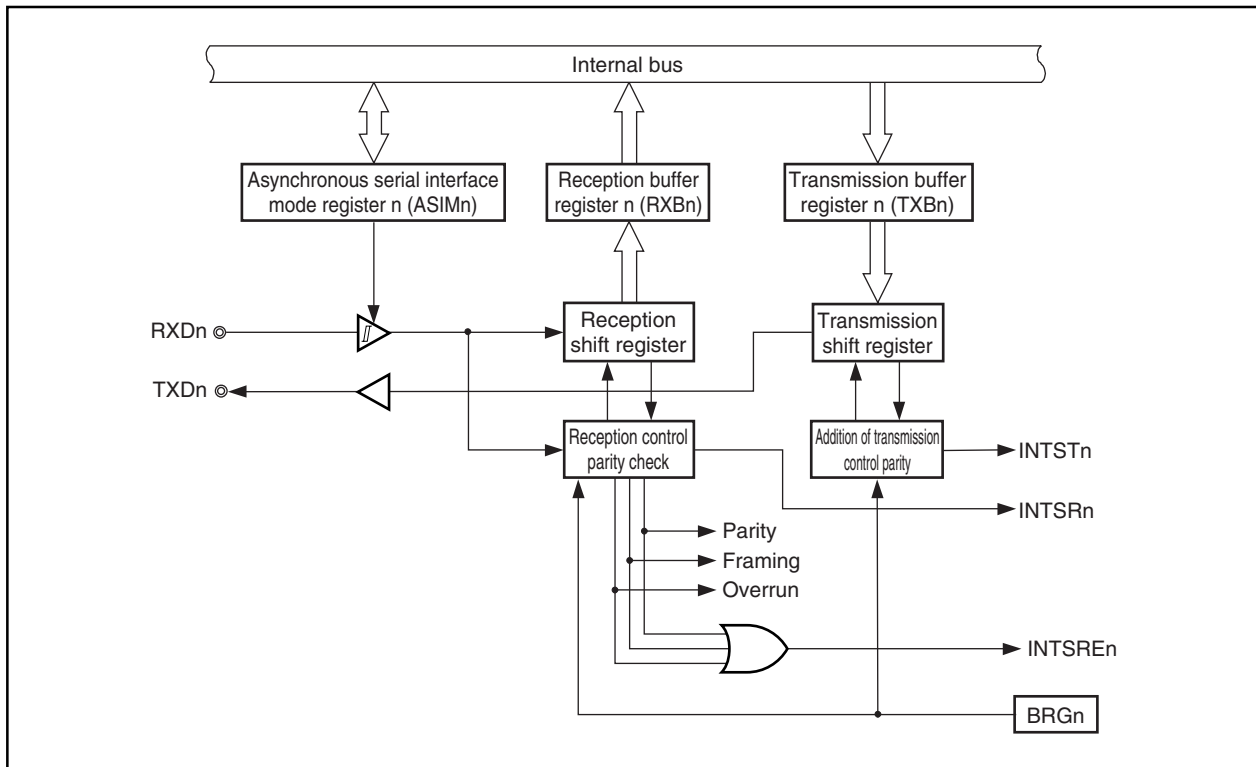 Internal bus
Asynchronous serial interface
mode register n (ASIMn)
Reception buffer
register n (RXBn)
Transmission buffer
register n (TXBn)
RXDn
Reception
shift register
Transmission
shift register
TXDn
Reception control
parity check
Addition of transmission
control parity
INTSTn
INTSRn
Parity
Framing
Overrun
INTSREn
BRGn